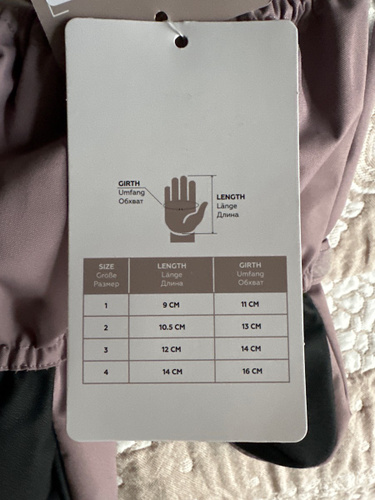 GIRTH
Umfang
Обхват
LENGTH
Länge
Длина
SIZE LENGTH GIRTH
Größe Länge Umfang
Размер Длина Обхват
1 9 CM 11 CM
2 10.5 CM 13 CM
3 12 CM 14 CM
4 14 CM 16 CM